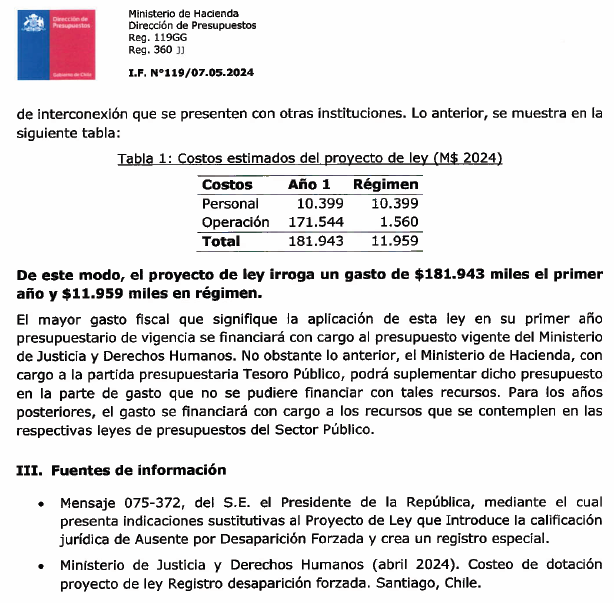 Dirección de
Presupuestos
Gobierno de Chile
Ministerio de Hacienda
Dirección de Presupuestos
Reg. 119GG
Reg. 360 JJ
I.F. N°119/07.05.2024
de interconexión que se presenten con otras instituciones. Lo anterior, se muestra en la
siguiente tabla:
Tabla 1: Costos estimados del proyecto de ley (M$ 2024)
Costos Año 1 Régimen
Personal 10.399 10.399
Operación 171.544 1.560
Total 181.943 11.959
De este modo, el proyecto de ley irroga un gasto de $181.943 miles el primer
año y $11.959 miles en régimen.
El mayor gasto fiscal que signifique la aplicación de esta ley en su primer año
presupuestario de vigencia se financiará con cargo al presupuesto vigente del Ministerio
de Justicia y Derechos Humanos. No obstante lo anterior, el Ministerio de Hacienda, con
cargo a la partida presupuestaria Tesoro Público, podrá suplementar dicho presupuesto
en la parte de gasto que no se pudiere financiar con tales recursos. Para los años
posteriores, el gasto se financiará con cargo a los recursos que se contemplen en las
respectivas leyes de presupuestos del Sector Público.
III. Fuentes de información
• Mensaje 075-372, del S.E. el Presidente de la República, mediante el cual
presenta indicaciones sustitutivas al Proyecto de Ley que Introduce la calificación
jurídica de Ausente por Desaparición Forzada y crea un registro especial.
• Ministerio de Justicia y Derechos Humanos (abril 2024). Costeo de dotación
proyecto de ley Registro desaparición forzada. Santiago, Chile.